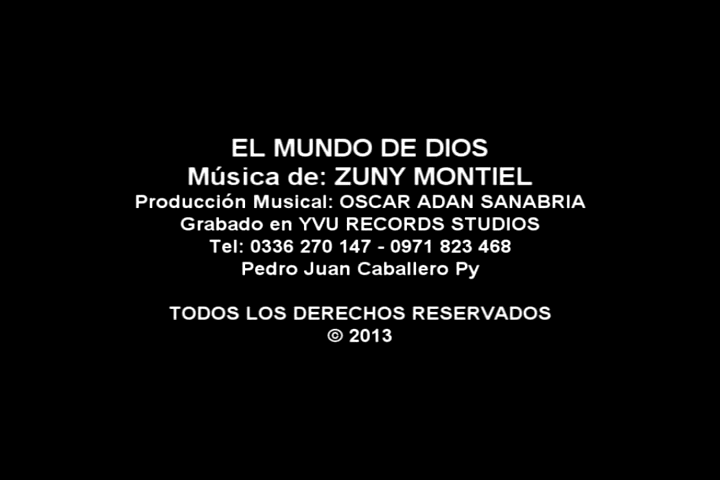 EL MUNDO DE DIOS
Música de: ZUNY MONTIEL
Producción Musical: OSCAR ADAN SANABRIA
Grabado en YVU RECORDS STUDIOS
Tel: 0336 270 147 - 0971 823 468
Pedro Juan Caballero Py
TODOS LOS DERECHOS RESERVADOS
© 2013